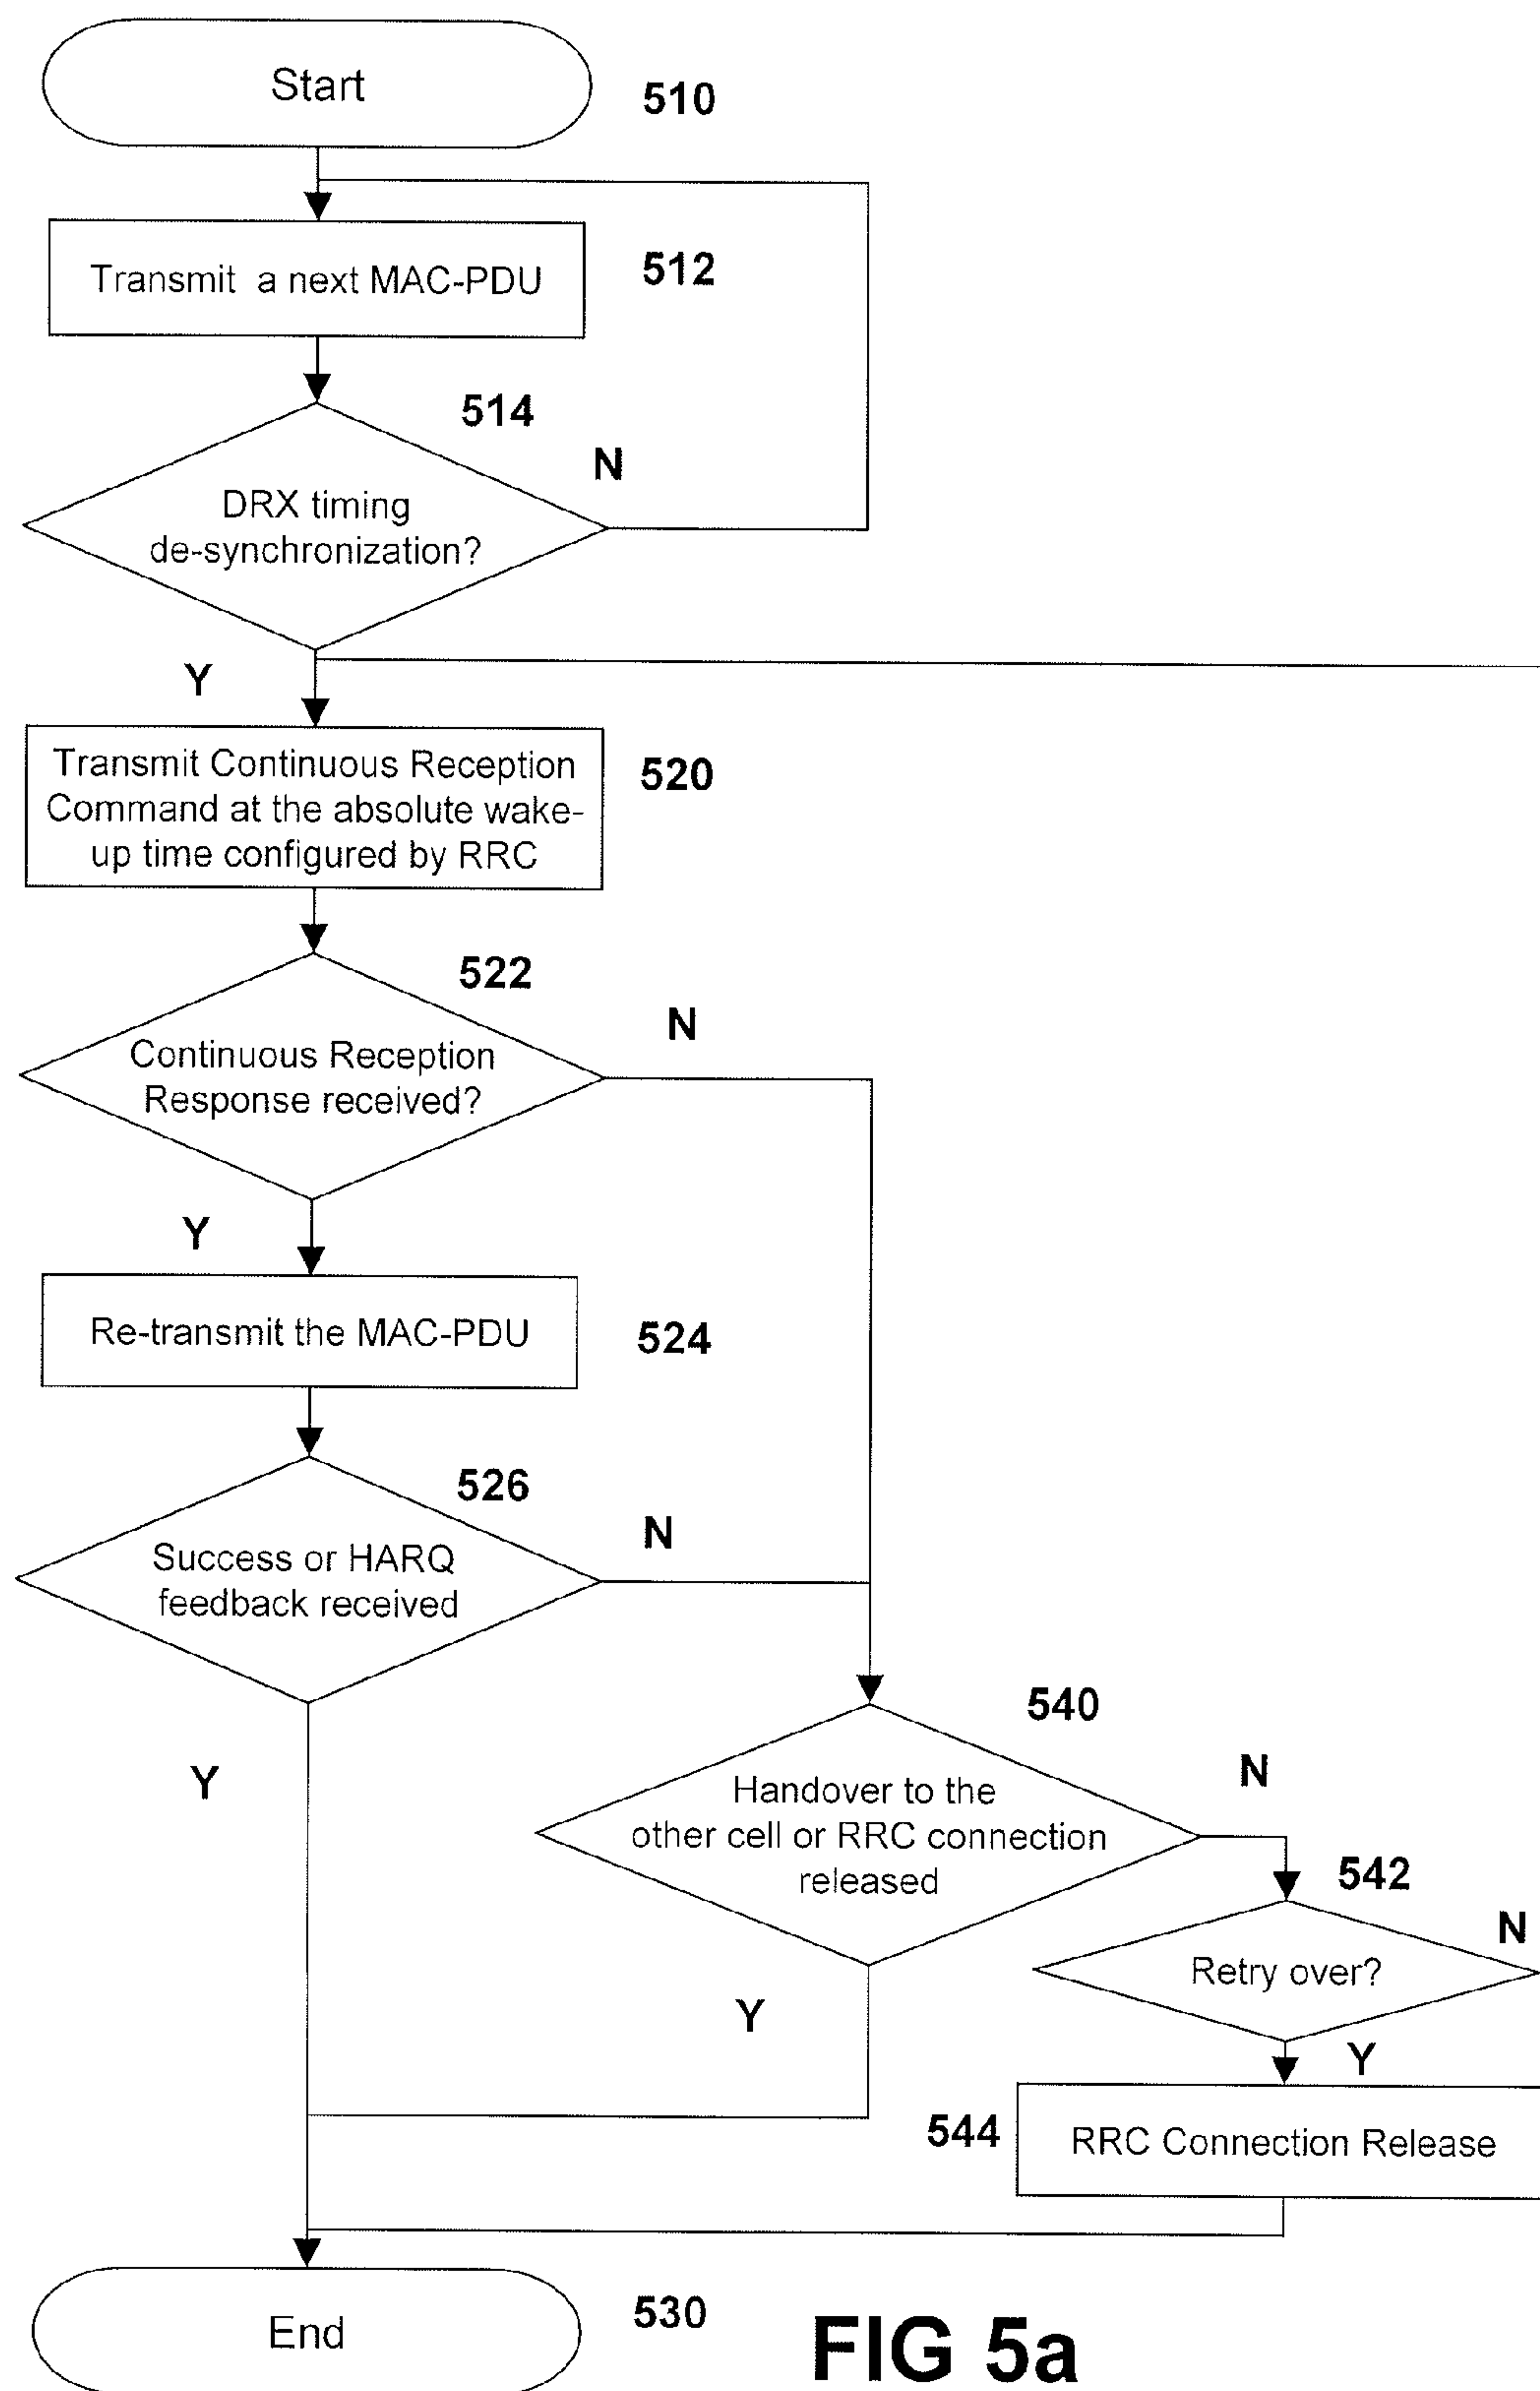 Start
510
Transmit a next MAC-PDU
512
514
N
DRX timing
de-synchronization?
Y
Transmit Continuous Reception
Command at the absolute wake-
up time configured by RRC
520
522
N
Continuous Reception
Response received?
Y
Re-transmit the MAC-PDU
524
526
N
Success or HARQ
feedback received
Y
540
N
Handover to the
other cell or RRC connection
released
542
N
Retry over?
Y
Y
544
RRC Connection Release
End
530
FIG 5a